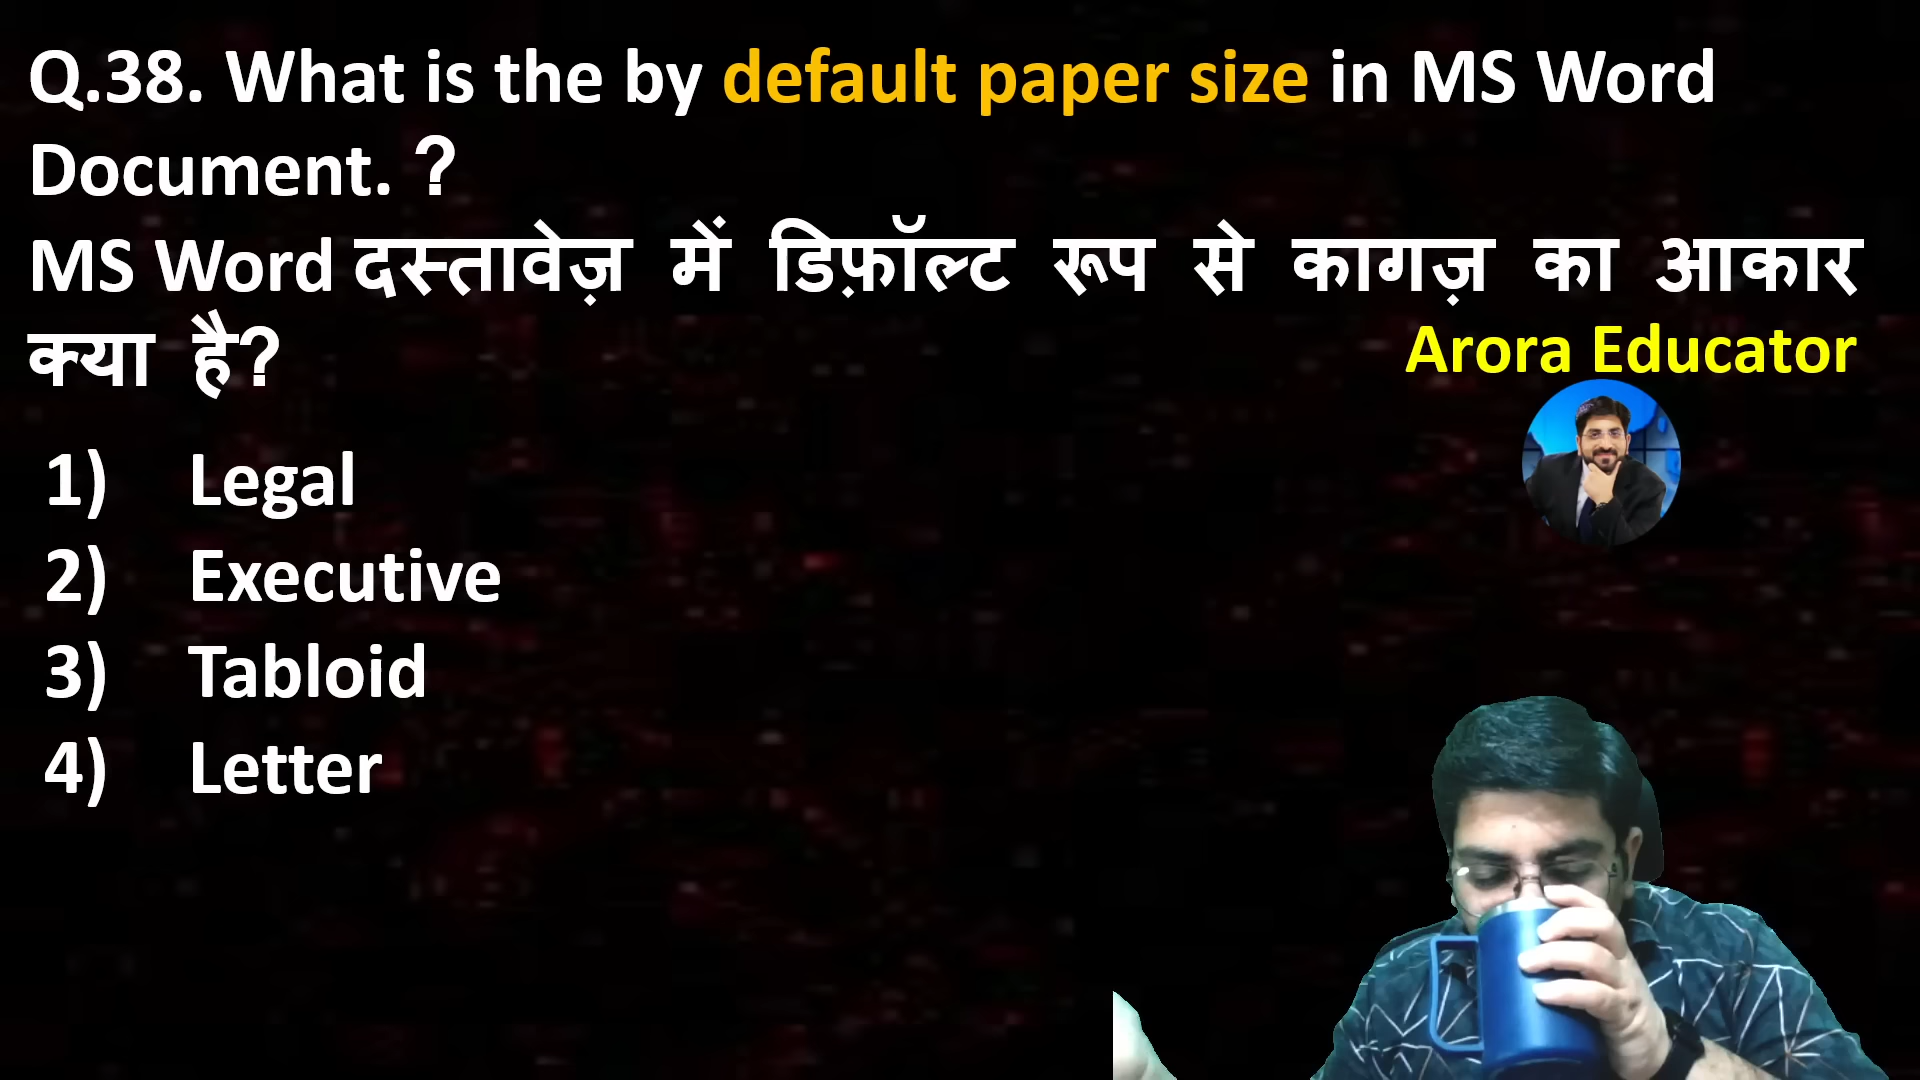 Q.38. What is the by default paper size in MS Word
Document. ?
MS Word दस्तावेज़ में डिफ़ॉल्ट रूप से कागज़ का आकार
क्या है?
Arora Educator
1) Legal
2) Executive
3) Tabloid
4) Letter